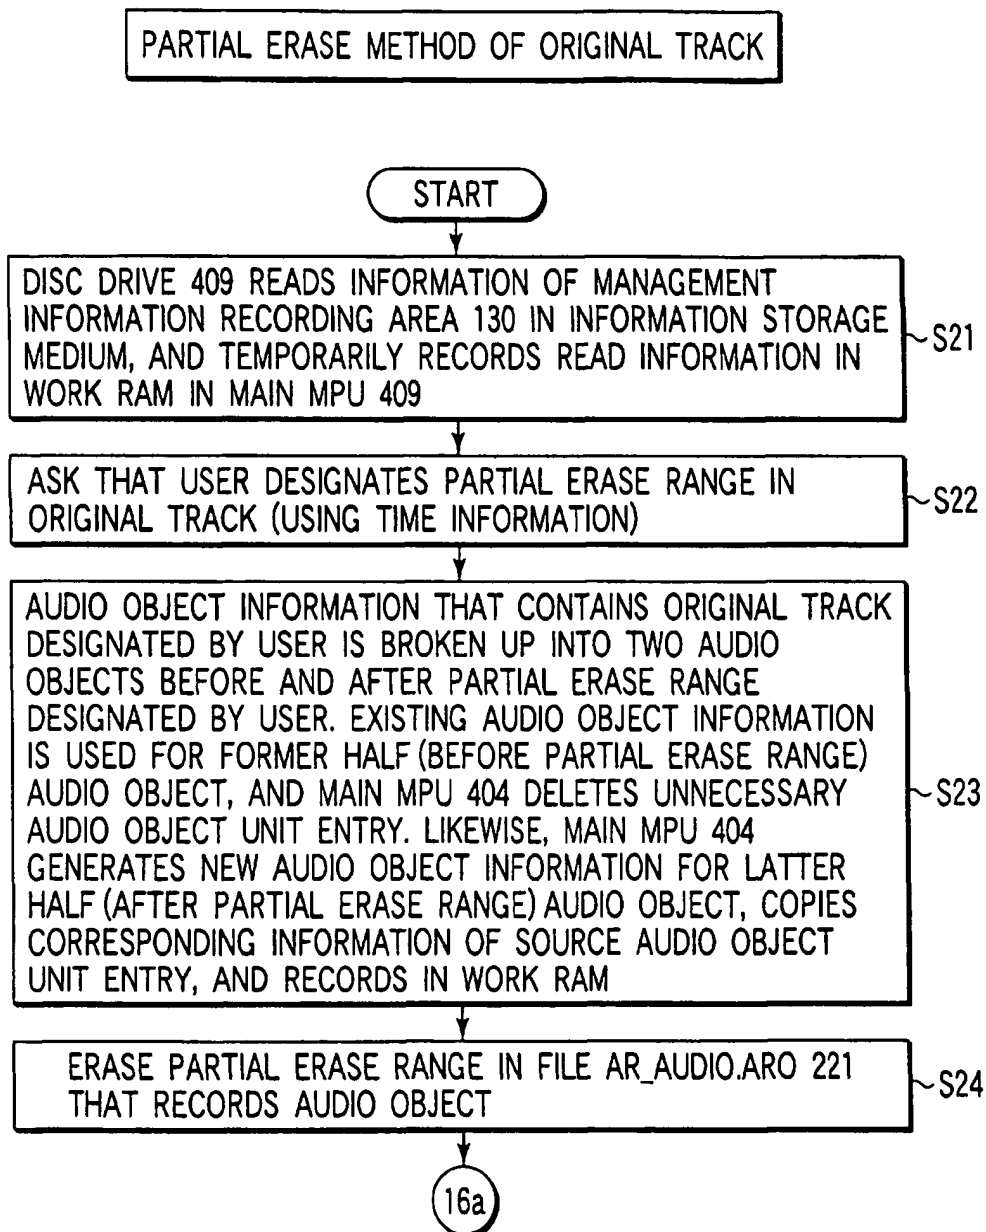 PARTIAL ERASE METHOD OF ORIGINAL TRACK
START
DISC DRIVE 409 READS INFORMATION OF MANAGEMENT
INFORMATION RECORDING AREA 130 IN INFORMATION STORAGE
MEDIUM, AND TEMPORARILY RECORDS READ INFORMATION IN
WORK RAM IN MAIN MPU 409
S21
ASK THAT USER DESIGNATES PARTIAL ERASE RANGE IN
ORIGINAL TRACK (USING TIME INFORMATION)
S22
AUDIO OBJECT INFORMATION THAT CONTAINS ORIGINAL TRACK
DESIGNATED BY USER IS BROKEN UP INTO TWO AUDIO
OBJECTS BEFORE AND AFTER PARTIAL ERASE RANGE
DESIGNATED BY USER. EXISTING AUDIO OBJECT INFORMATION
IS USED FOR FORMER HALF (BEFORE PARTIAL ERASE RANGE)
AUDIO OBJECT, AND MAIN MPU 404 DELETES UNNECESSARY
AUDIO OBJECT UNIT ENTRY. LIKEWISE, MAIN MPU 404
GENERATES NEW AUDIO OBJECT INFORMATION FOR LATTER
HALF (AFTER PARTIAL ERASE RANGE) AUDIO OBJECT, COPIES
CORRESPONDING INFORMATION OF SOURCE AUDIO OBJECT
UNIT ENTRY, AND RECORDS IN WORK RAM
S23
ERASE PARTIAL ERASE RANGE IN FILE AR_AUDIO.ARO 221
THAT RECORDS AUDIO OBJECT
S24
16a